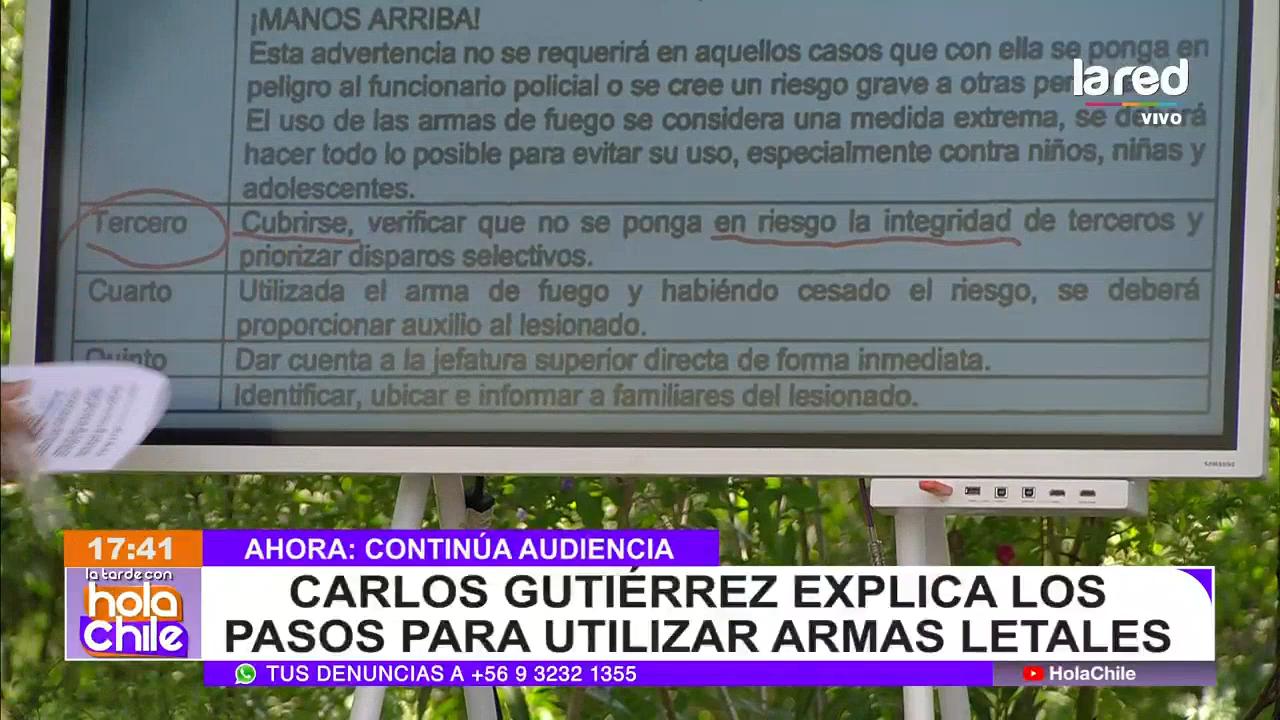 ¡MANOS ARRIBA!
Esta advertencia no se requerirá en aquellos casos que con ella se ponga en
peligro al funcionario policial o se cree un riesgo grave a otras
El uso de las armas de fuego se considera una medida extrema, se deberá
hacer todo lo posible para evitar su uso, especialmente contra niños, niñas y
adolescentes.
Tercero Cubrirse, verificar que no se ponga en riesgo la integridad de terceros y
priorizar disparos selectivos.
Cuarto Utilizada el arma de fuego y habiéndo cesado el riesgo, se deberá
proporcionar auxilio al lesionado.
Quinto Dar cuenta a la jefatura superior directa de forma inmediata.
Identificar, ubicar e informar a familiares del lesionado.
la red
VIVO
SAMSUNG
17:41
AHORA: CONTINÚA AUDIENCIA
la tarde con
hola
Chile
CARLOS GUTIÉRREZ EXPLICA LOS
PASOS PARA UTILIZAR ARMAS LETALES
TUS DENUNCIAS A +56 9 3232 1355
HolaChile